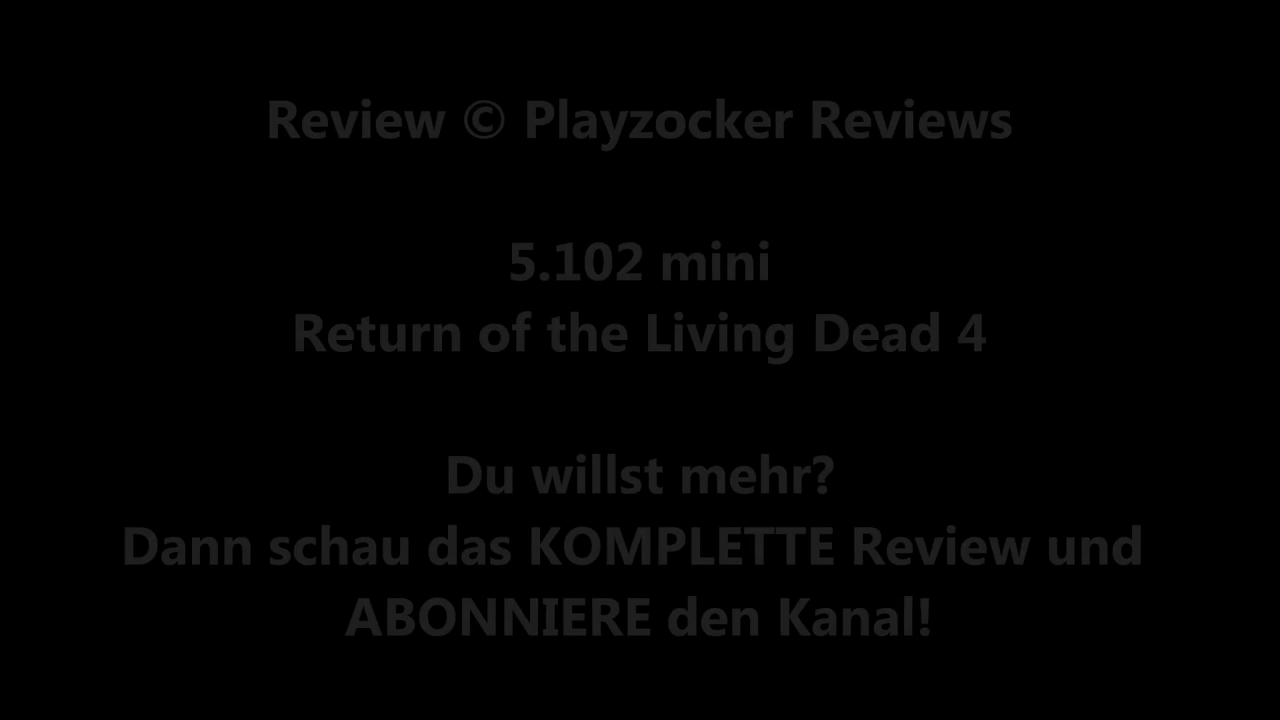 Review © Playzocker Reviews
5.102 mini
Return of the Living Dead 4
Du willst mehr?
Dann schau das KOMPLETTE Review und
ABONNIERE den Kanal!